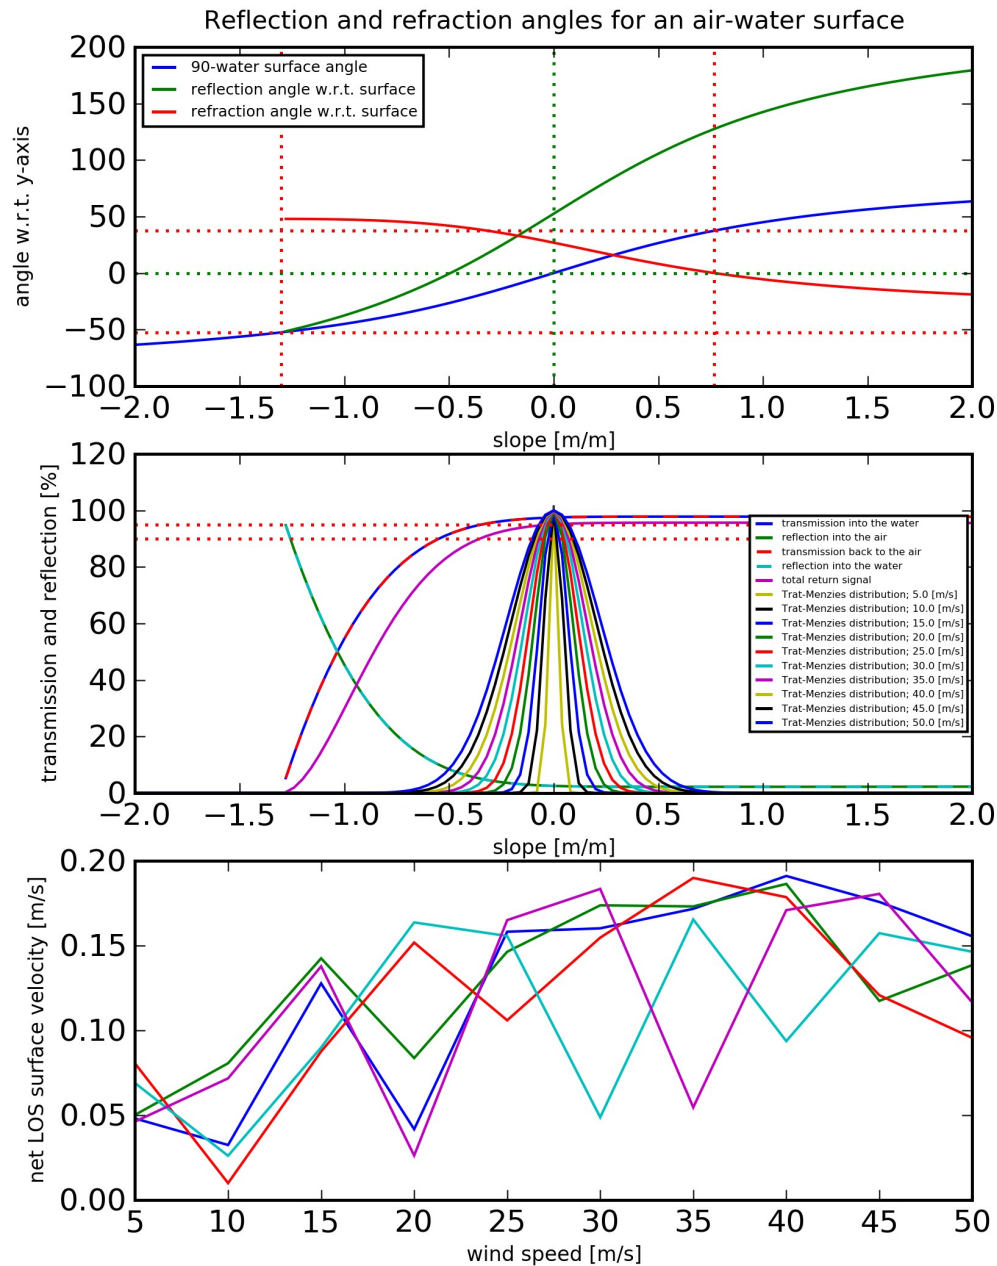 Reflection and refraction angles for an air-water surface
200
150
100
50
0
−50
−100
angle w.r.t. y-axis
90-water surface angle
reflection angle w.r.t. surface
refraction angle w.r.t. surface
−2.0 −1.5 −1.0 −0.5 0.0 0.5 1.0 1.5 2.0
slope [m/m]
120
100
80
60
40
20
0
transmission and reflection [%]
transmission into the water
reflection into the air
transmission back to the air
reflection into the water
total return signal
Trat-Menzies distribution; 5.0 [m/s]
Trat-Menzies distribution; 10.0 [m/s]
Trat-Menzies distribution; 15.0 [m/s]
Trat-Menzies distribution; 20.0 [m/s]
Trat-Menzies distribution; 25.0 [m/s]
Trat-Menzies distribution; 30.0 [m/s]
Trat-Menzies distribution; 35.0 [m/s]
Trat-Menzies distribution; 40.0 [m/s]
Trat-Menzies distribution; 45.0 [m/s]
Trat-Menzies distribution; 50.0 [m/s]
−2.0 −1.5 −1.0 −0.5 0.0 0.5 1.0 1.5 2.0
slope [m/m]
0.20
0.15
0.10
0.05
0.00
net LOS surface velocity [m/s]
5 10 15 20 25 30 35 40 45 50
wind speed [m/s]